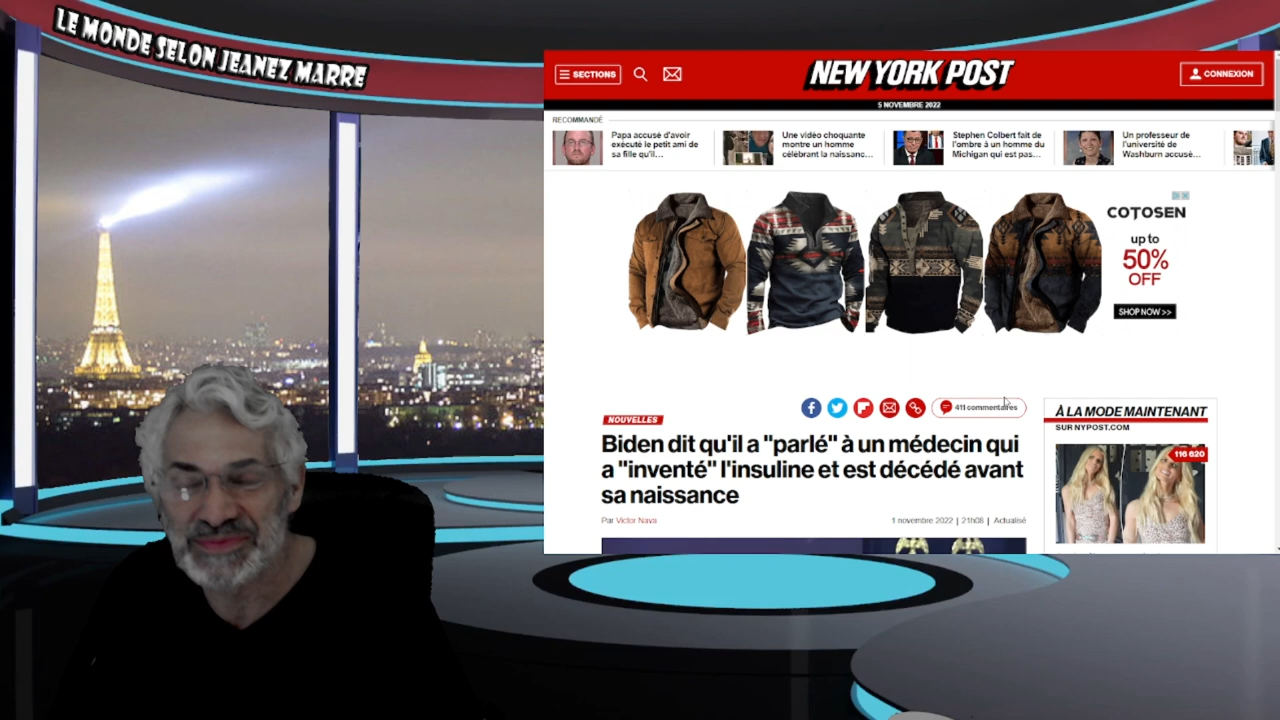 LE MONDE SELON JEANEZ MARRE
SECTIONS
NEW YORK POST
CONNEXION
5 NOVEMBRE 2022
RECOMMANDÉ
Papa accusé d'avoir
exécuté le petit ami de
sa fille qu'il...
Une vidéo choquante
montre un homme
célébrant la naissanc...
Stephen Colbert fait de
l'ombre à un homme du
Michigan qui est pas...
Un professeur de
l'université de
Washburn accusé...
COTOSEN
up to
50%
OFF
SHOP NOW >>
411 commentaires
NOUVELLES
Biden dit qu'il a "parlé" à un médecin qui
a "inventé" l'insuline et est décédé avant
sa naissance
Par Victor Nava
1 novembre 2022 | 21h08 | Actualisé
À LA MODE MAINTENANT
SUR NYPOST.COM
116 620